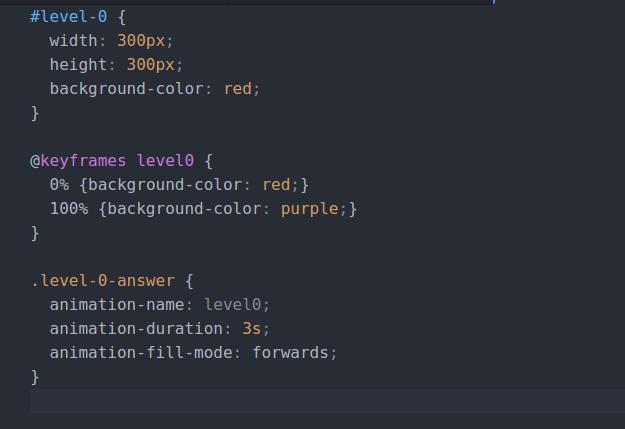 #level-0 {
  width: 300px;
  height: 300px;
  background-color: red;
}

@keyframes level0 {
  0% {background-color: red;}
  100% {background-color: purple;}
}

.level-0-answer {
  animation-name: level0;
  animation-duration: 3s;
  animation-fill-mode: forwards;
}